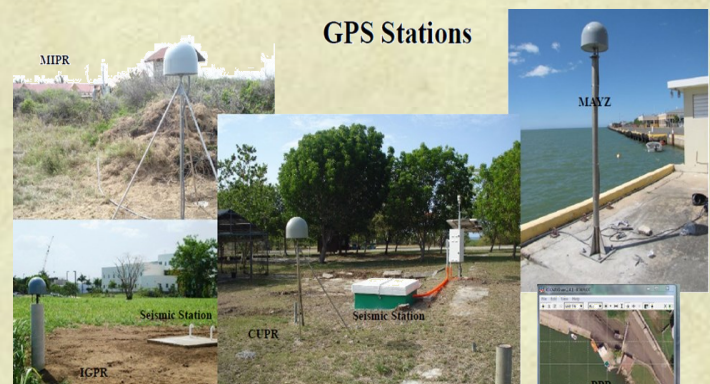 GPS Stations
MIPR
MAYZ
Seismic Station
IGPR
Seismic Station
CUPR